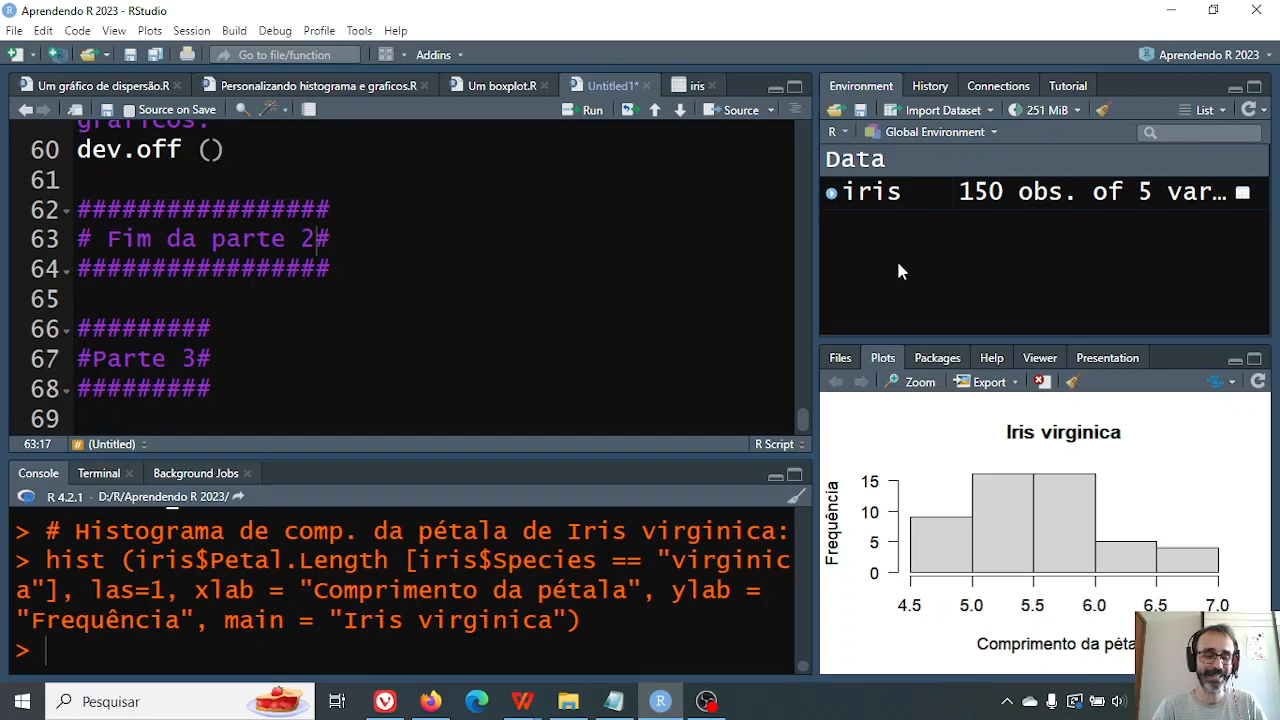 Aprendendo R 2023 - RStudio
File Edit Code View Plots Session Build Debug Profile Tools Help
Go to file/function Addins Aprendendo R 2023
Um gráfico de dispersão.R Personalizando histograma e graficos.R Um boxplot.R Untitled1* iris
Source on Save Run Source
gráficos.
60 dev.off ()
61
62 #################
63 # Fim da parte 2#
64 #################
65
66 #########
67 #Parte 3#
68 #########
69
63:17 # (Untitled) R Script
Console Terminal Background Jobs
R 4.2.1 · D:/R/Aprendendo R 2023/
> # Histograma de comp. da pétala de Iris virginica:
> hist (iris$Petal.Length [iris$Species == "virginic
a"], las=1, xlab = "Comprimento da pétala", ylab =
"Frequência", main = "Iris virginica")
>
Environment History Connections Tutorial
Import Dataset 251 MiB List
R Global Environment
Data
iris 150 obs. of 5 var…
Files Plots Packages Help Viewer Presentation
Zoom Export
Iris virginica
Frequência
15
10
5
0
4.5 5.0 5.5 6.0 6.5 7.0
Comprimento da péta
Pesquisar